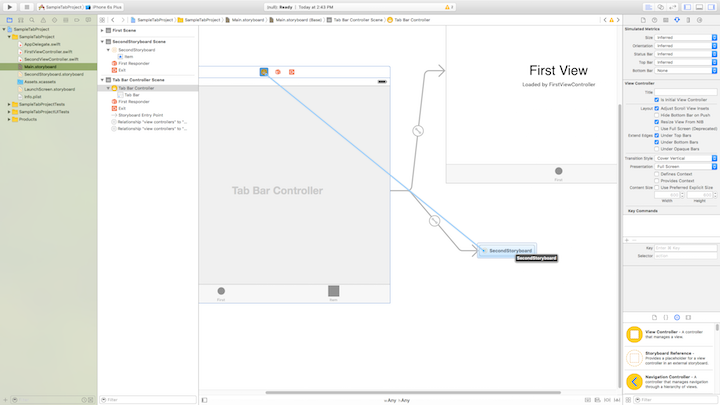 SampleTabProject
iPhone 6s Plus
(null): Ready | Today at 2:43 PM
1
SampleTabProject
SampleTabProject
Main.storyboard
Main.storyboard (Base)
Tab Bar Controller Scene
Tab Bar Controller
SampleTabProject
SampleTabProject
AppDelegate.swift
FirstViewController.swift
SecondViewController.swift
Main.storyboard
SecondStoryboard.storyboard
Assets.xcassets
LaunchScreen.storyboard
Info.plist
SampleTabProjectTests
SampleTabProjectUITests
Products
First Scene
SecondStoryboard Scene
SecondStoryboard
Item
First Responder
Exit
Tab Bar Controller Scene
Tab Bar Controller
Tab Bar
First Responder
Exit
Storyboard Entry Point
Relationship "view controllers" to "...
Relationship "view controllers" to "...
Tab Bar Controller
First
Item
First View
Loaded by FirstViewController
First
SecondStoryboard
SecondStoryboard
Simulated Metrics
Size Inferred
Orientation Inferred
Status Bar Inferred
Top Bar Inferred
Bottom Bar None
View Controller
Title
Is Initial View Controller
Layout Adjust Scroll View Insets
Hide Bottom Bar on Push
Resize View From NIB
Use Full Screen (Deprecated)
Extend Edges Under Top Bars
Under Bottom Bars
Under Opaque Bars
Transition Style Cover Vertical
Presentation Full Screen
Defines Context
Provides Context
Content Size Use Preferred Explicit Size
Width Height
Key Commands
Key
Selector action
View Controller - A controller
that manages a view.
Storyboard Reference -
Provides a placeholder for a view
controller in an external storyboard.
Navigation Controller - A
controller that manages navigation
through a hierarchy of views.
Filter
Filter
wAny hAny
Filter